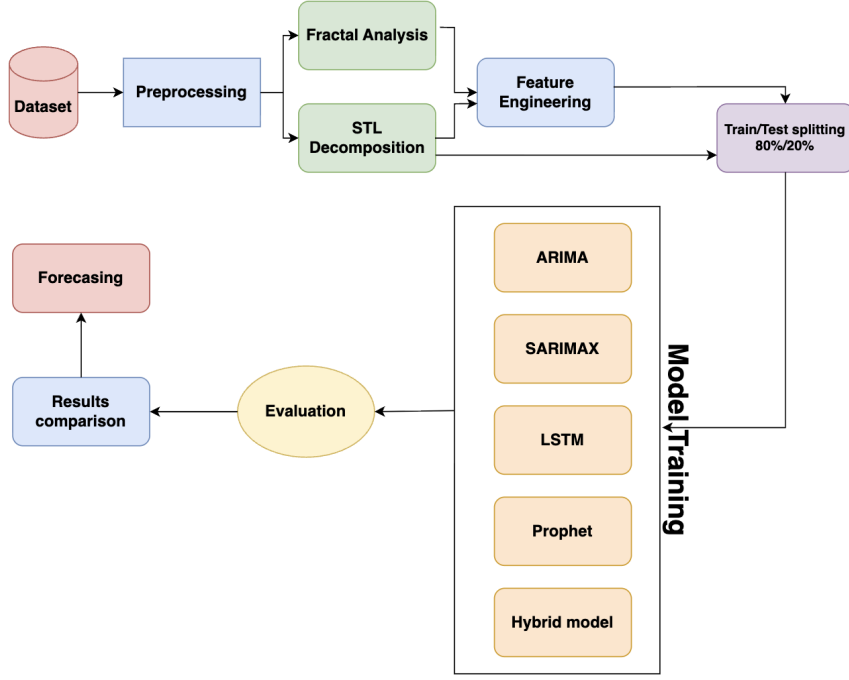 Dataset
Preprocessing
Fractal Analysis
STL
Decomposition
Feature
Engineering
Train/Test splitting
80%/20%
Model Training
ARIMA
SARIMAX
LSTM
Prophet
Hybrid model
Evaluation
Results
comparison
Forecasing